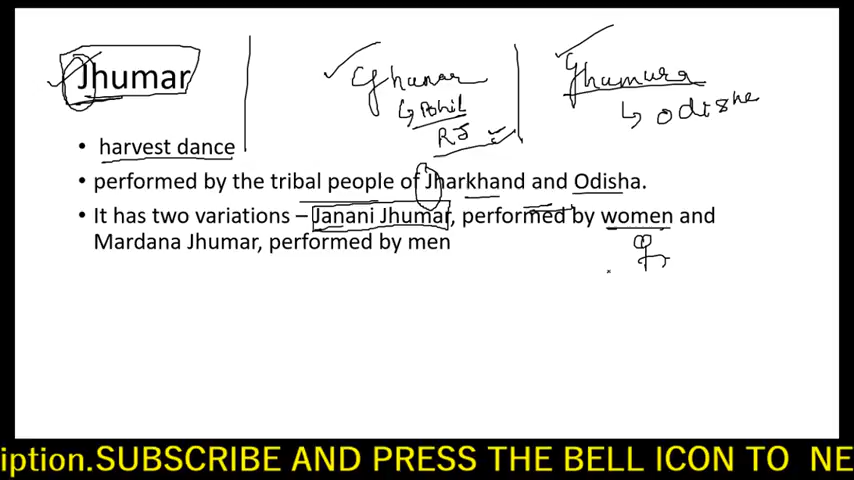 Jhumar
Ghumar
Bhil
RJ
Ghumura
odisha
• harvest dance
• performed by the tribal people of Jharkhand and Odisha.
• It has two variations – Janani Jhumar, performed by women and
Mardana Jhumar, performed by men
iption.SUBSCRIBE AND PRESS THE BELL ICON TO NE